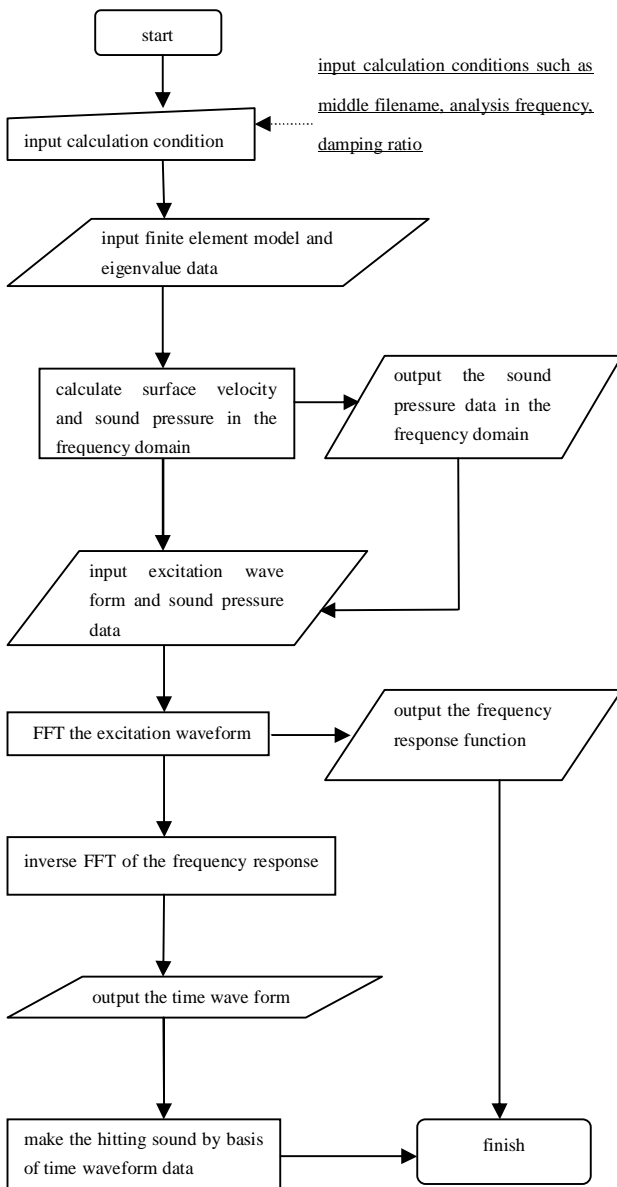 start
input calculation conditions such as
middle filename, analysis frequency,
damping ratio
input calculation condition
input finite element model and
eigenvalue data
calculate surface velocity
and sound pressure in the
frequency domain
output the sound
pressure data in the
frequency domain
input excitation wave
form and sound pressure
data
FFT the excitation waveform
output the frequency
response function
inverse FFT of the frequency response
output the time wave form
make the hitting sound by basis
of time waveform data
finish